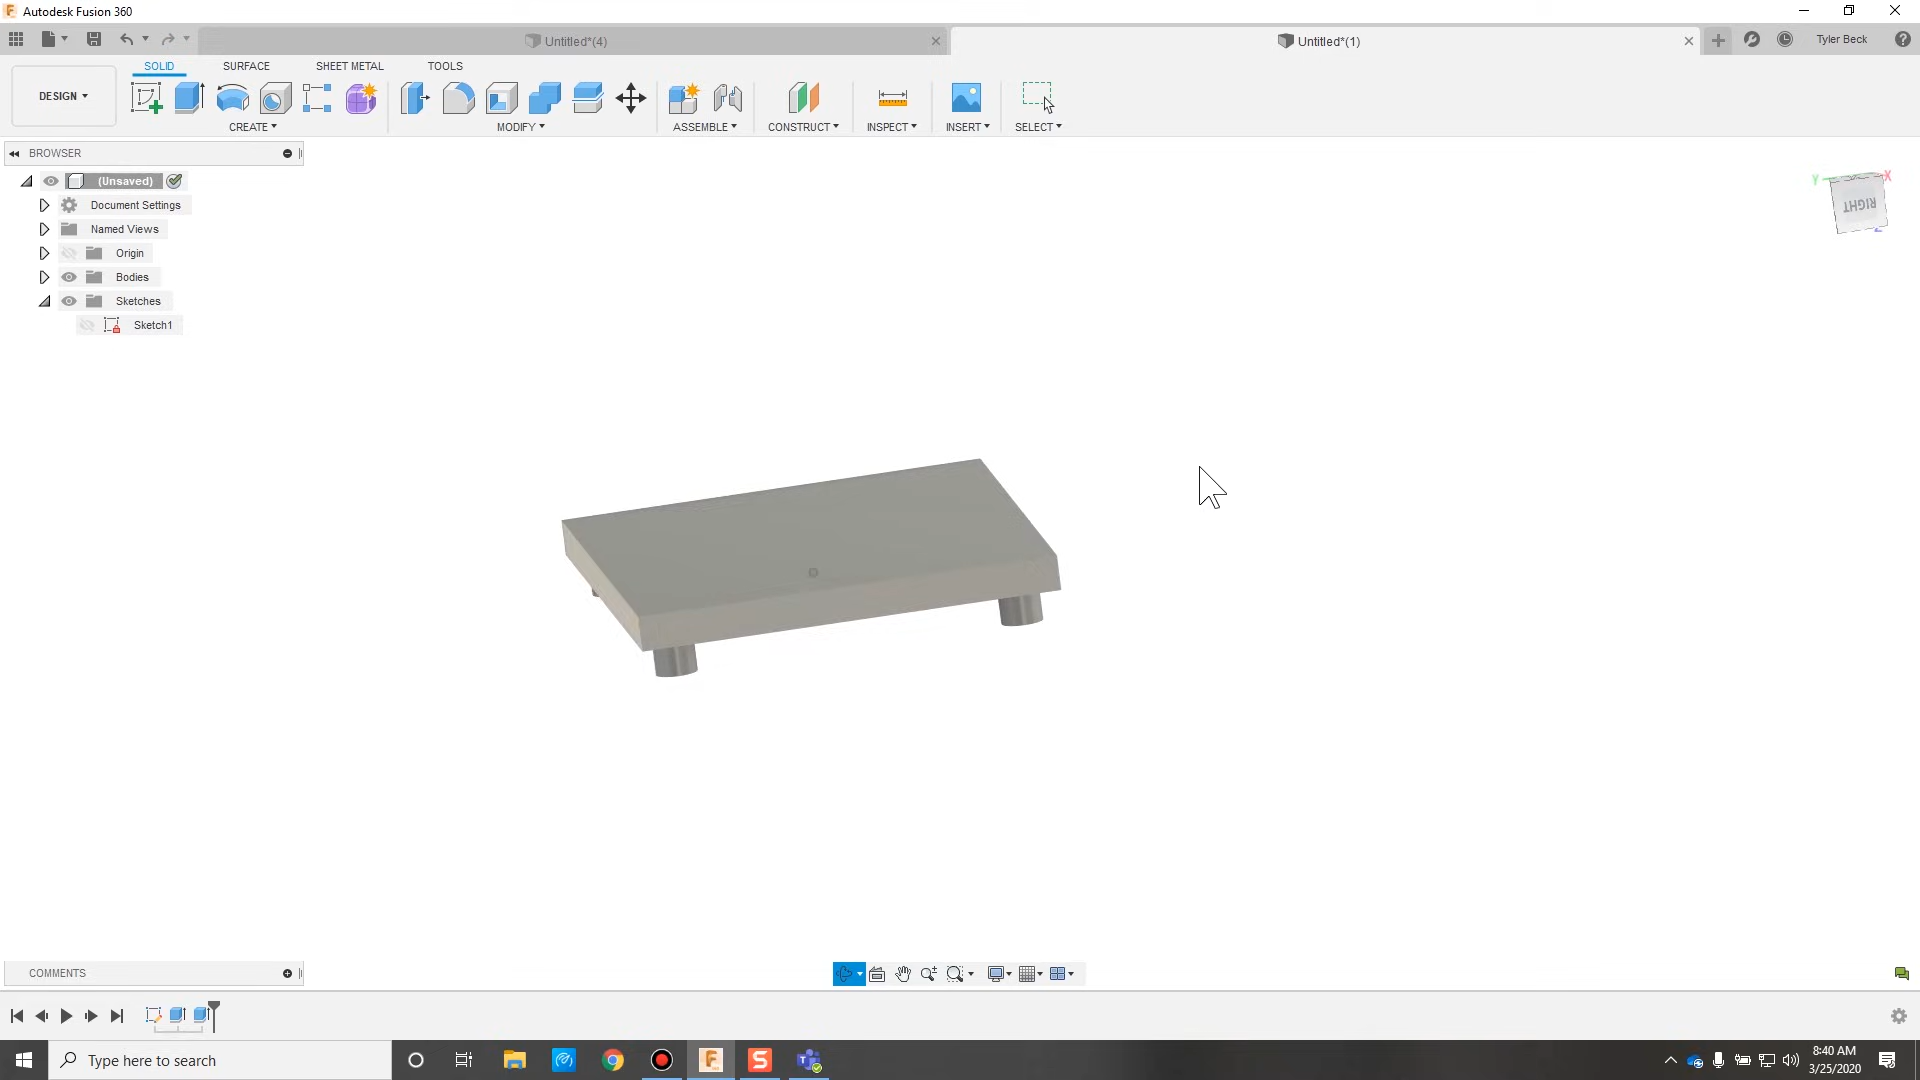 Autodesk Fusion 360
Untitled*(4)
Untitled*(1)
Tyler Beck
SOLID SURFACE SHEET METAL TOOLS
DESIGN
CREATE MODIFY ASSEMBLE CONSTRUCT INSPECT INSERT SELECT
BROWSER
(Unsaved)
Document Settings
Named Views
Origin
Bodies
Sketches
Sketch1
Y X
RIGHT
Z
COMMENTS
Type here to search
8:40 AM
3/25/2020